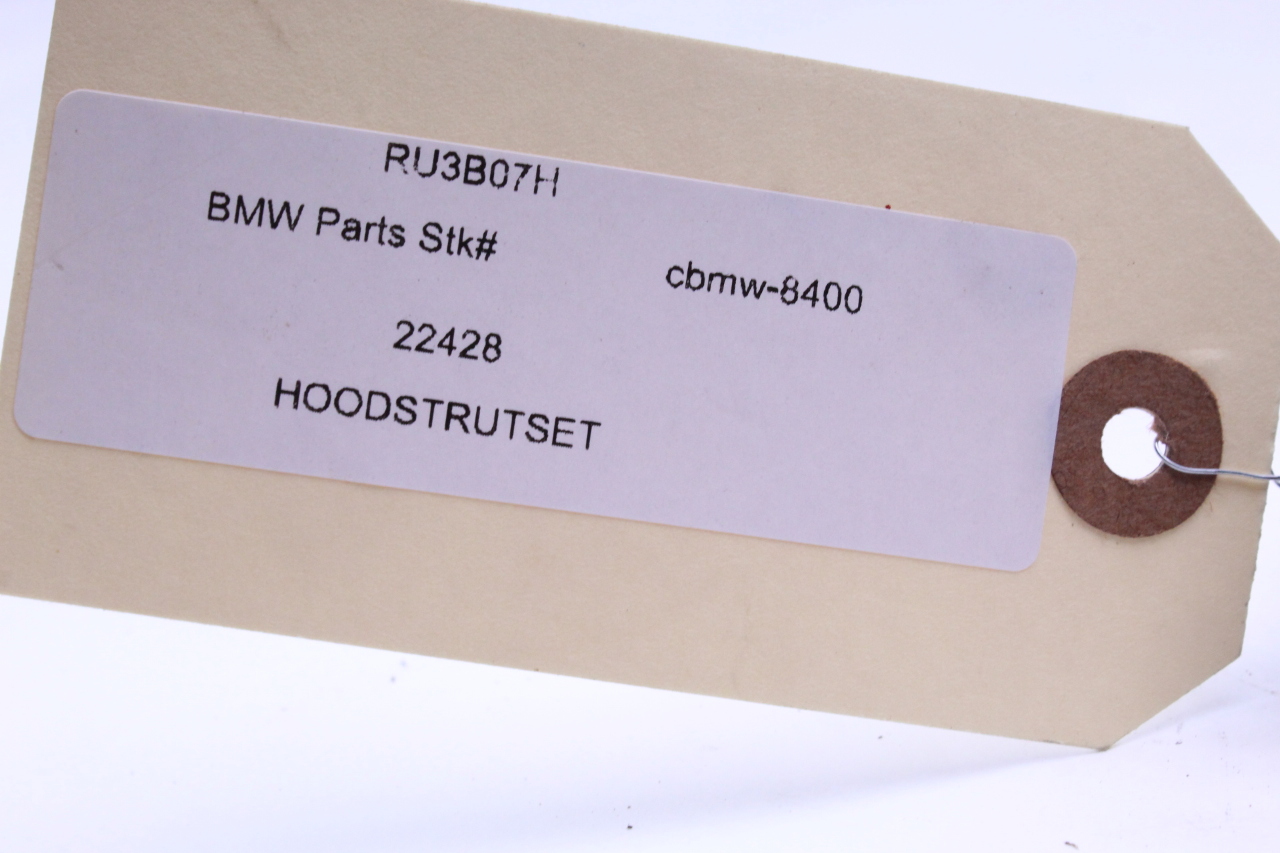 RU3B07H
BMW Parts Stk# cbmw-8400
22428
HOODSTRUTSET